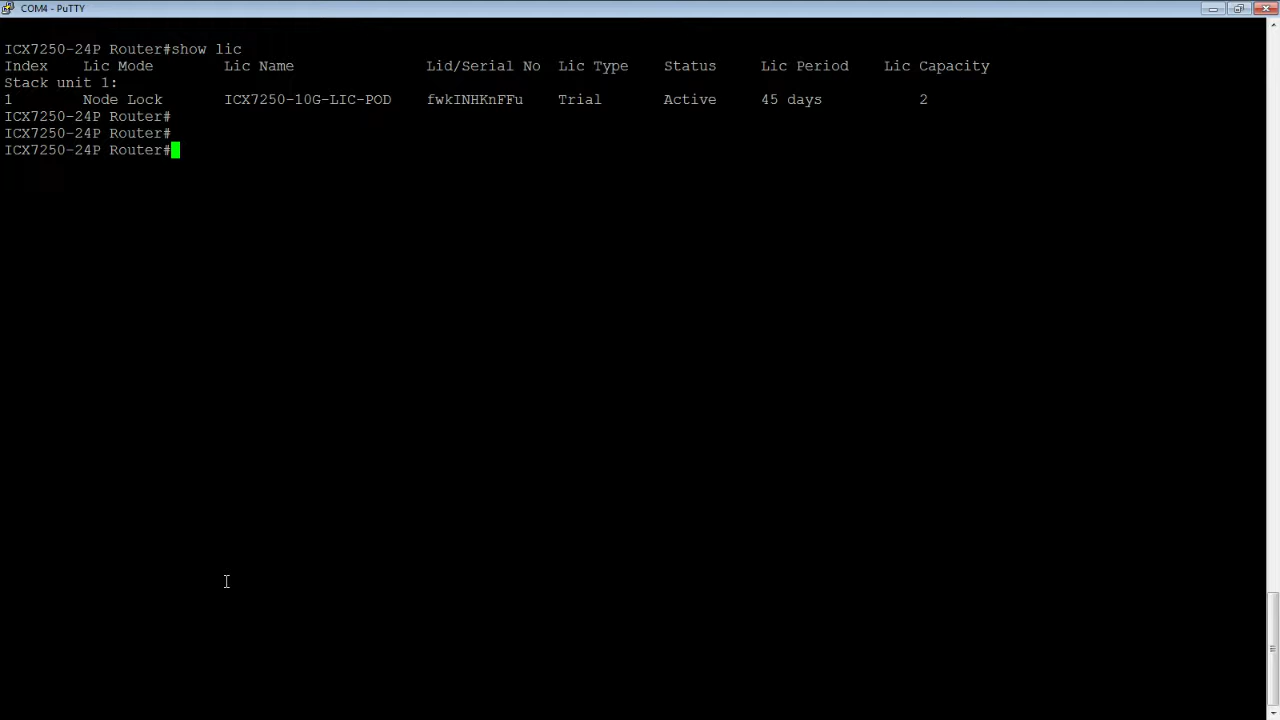 COM4 - PuTTY
ICX7250-24P Router#show lic
Index    Lic Mode        Lic Name               Lid/Serial No  Lic Type    Status     Lic Period    Lic Capacity
Stack unit 1:
1        Node Lock       ICX7250-10G-LIC-POD    fwkINHKnFFu    Trial       Active     45 days           2
ICX7250-24P Router#
ICX7250-24P Router#
ICX7250-24P Router#